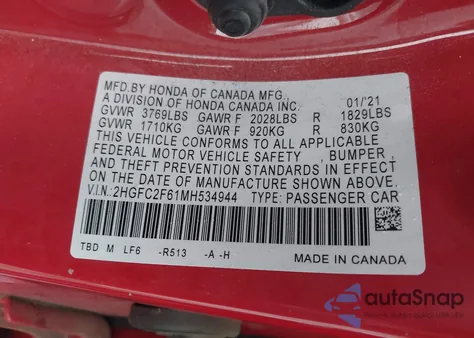 MFD.BY HONDA OF CANADA MFG.,
A DIVISION OF HONDA CANADA INC. 01/'21
GVWR 3769LBS GAWR F 2028LBS R 1829LBS
GVWR 1710KG GAWR F 920KG R 830KG
THIS VEHICLE CONFORMS TO ALL APPLICABLE
FEDERAL MOTOR VEHICLE SAFETY , BUMPER ,
AND THEFT PREVENTION STANDARDS IN EFFECT
ON THE DATE OF MANUFACTURE SHOWN ABOVE.
V.I.N: 2HGFC2F61MH534944 TYPE: PASSENGER CAR
TBD M LF6 -R513 -A -H
MADE IN CANADA
autoSnap